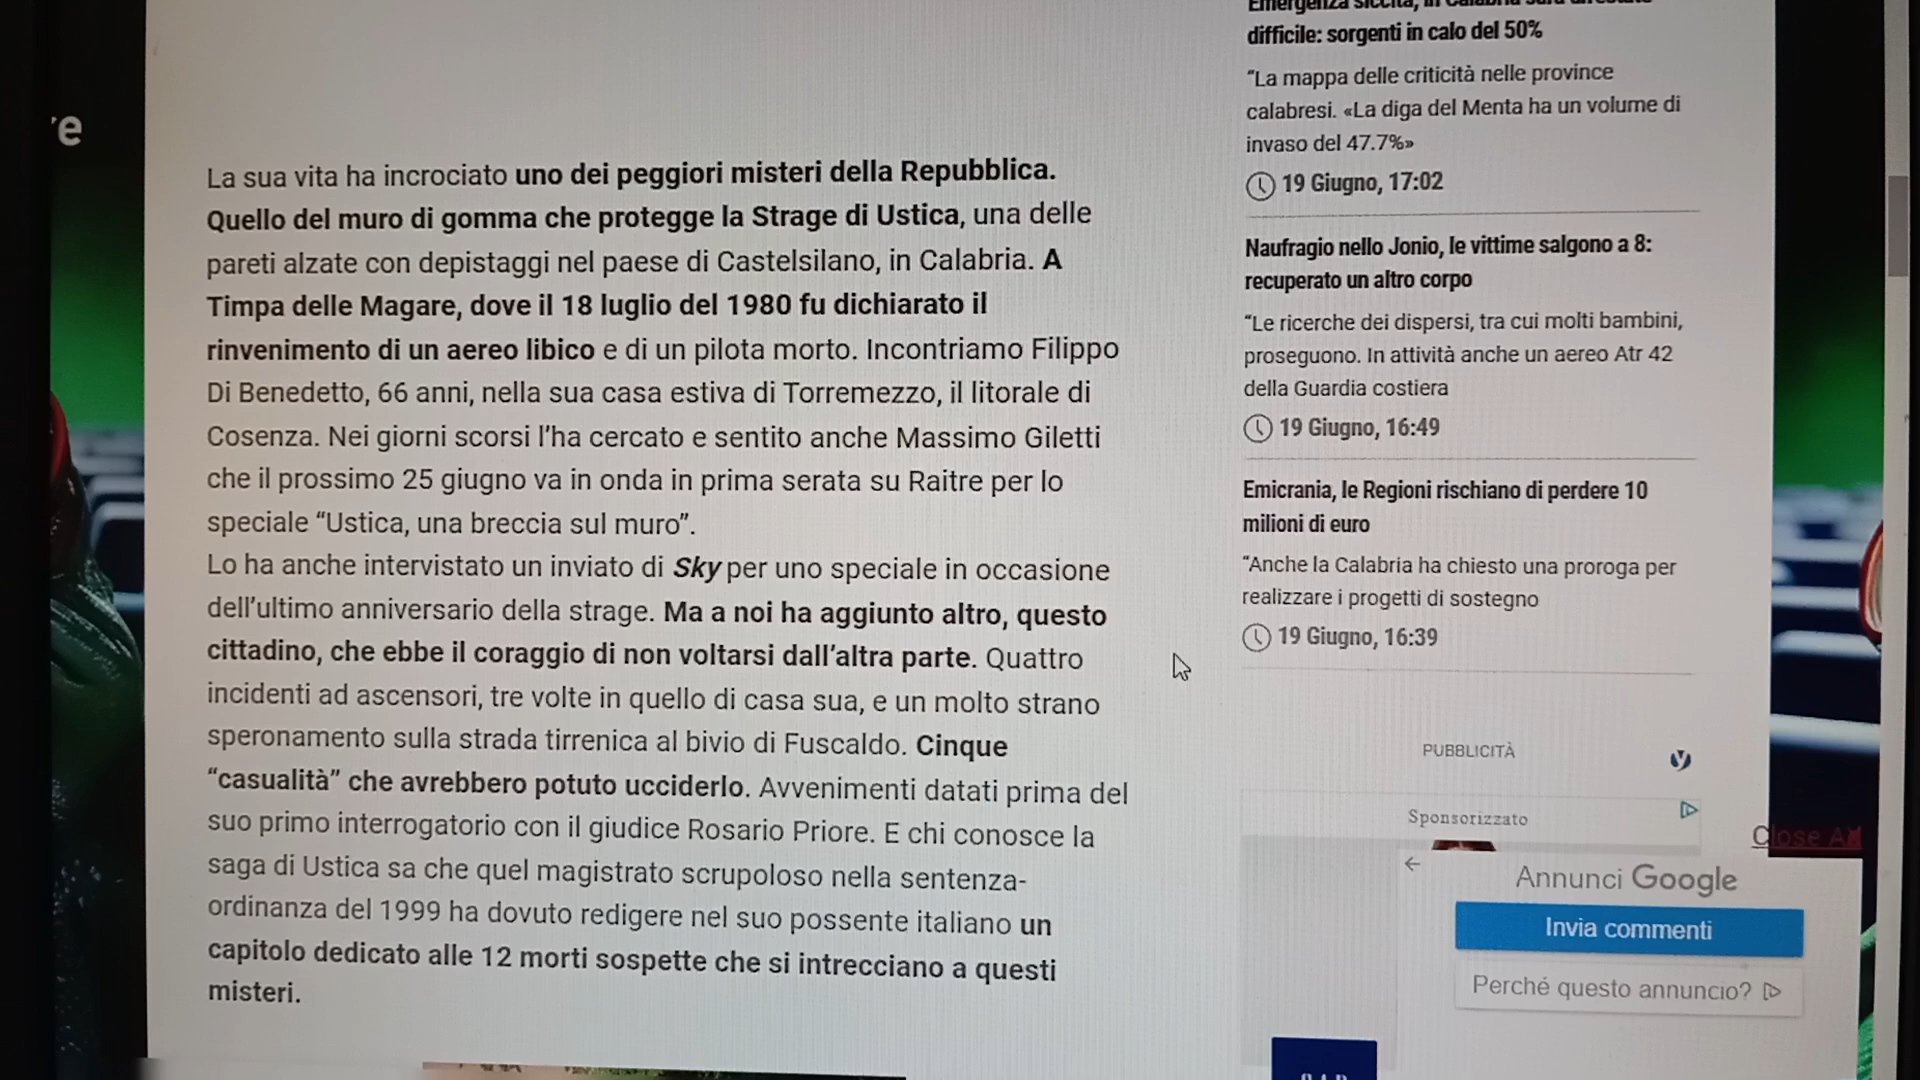 're
La sua vita ha incrociato uno dei peggiori misteri della Repubblica.
Quello del muro di gomma che protegge la Strage di Ustica, una delle
pareti alzate con depistaggi nel paese di Castelsilano, in Calabria. A
Timpa delle Magare, dove il 18 luglio del 1980 fu dichiarato il
rinvenimento di un aereo libico e di un pilota morto. Incontriamo Filippo
Di Benedetto, 66 anni, nella sua casa estiva di Torremezzo, il litorale di
Cosenza. Nei giorni scorsi l'ha cercato e sentito anche Massimo Giletti
che il prossimo 25 giugno va in onda in prima serata su Raitre per lo
speciale “Ustica, una breccia sul muro”.
Lo ha anche intervistato un inviato di Sky per uno speciale in occasione
dell'ultimo anniversario della strage. Ma a noi ha aggiunto altro, questo
cittadino, che ebbe il coraggio di non voltarsi dall'altra parte. Quattro
incidenti ad ascensori, tre volte in quello di casa sua, e un molto strano
speronamento sulla strada tirrenica al bivio di Fuscaldo. Cinque
“casualità” che avrebbero potuto ucciderlo. Avvenimenti datati prima del
suo primo interrogatorio con il giudice Rosario Priore. E chi conosce la
saga di Ustica sa che quel magistrato scrupoloso nella sentenza-
ordinanza del 1999 ha dovuto redigere nel suo possente italiano un
capitolo dedicato alle 12 morti sospette che si intrecciano a questi
misteri.
difficile: sorgenti in calo del 50%
“La mappa delle criticità nelle province
calabresi. «La diga del Menta ha un volume di
invaso del 47.7%»
19 Giugno, 17:02
Naufragio nello Jonio, le vittime salgono a 8:
recuperato un altro corpo
“Le ricerche dei dispersi, tra cui molti bambini,
proseguono. In attività anche un aereo Atr 42
della Guardia costiera
19 Giugno, 16:49
Emicrania, le Regioni rischiano di perdere 10
milioni di euro
“Anche la Calabria ha chiesto una proroga per
realizzare i progetti di sostegno
19 Giugno, 16:39
PUBBLICITÀ
Sponsorizzato
Close Ad
Annunci Google
Invia commenti
Perché questo annuncio?